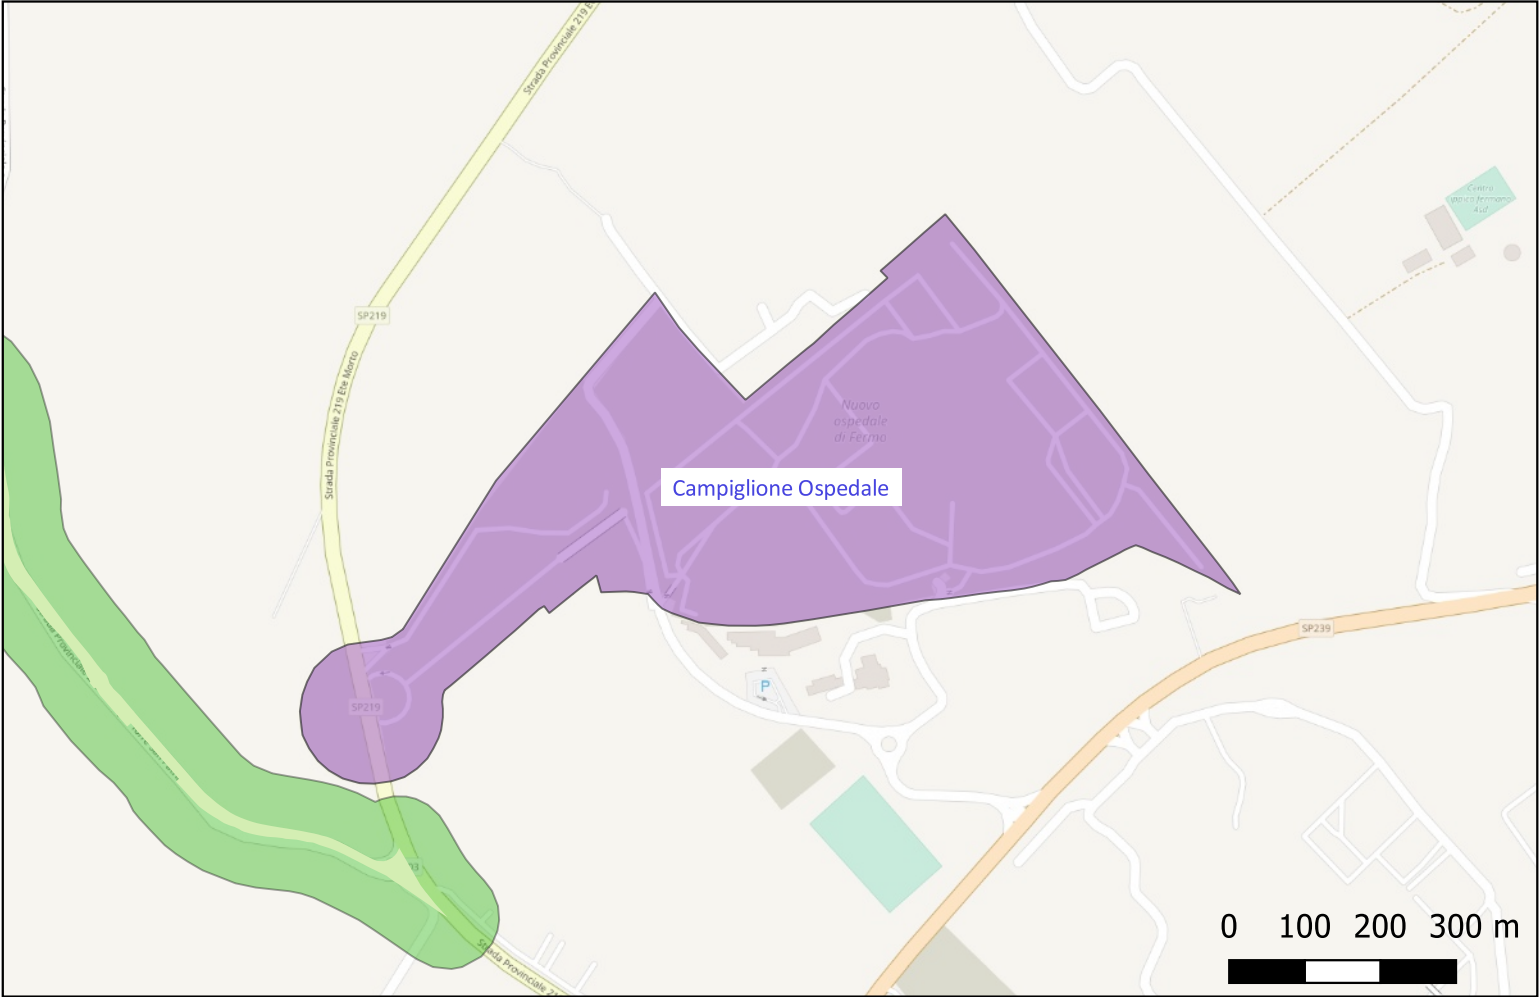 Strada Provinciale 219 E
SP219
Strada Provinciale 219 Ete Morto
Centro
ippico fermano
Asd
Nuovo
ospedale
di Fermo
Campiglione Ospedale
SP239
SP219
P
Strada Provinciale 21
0 100 200 300 m